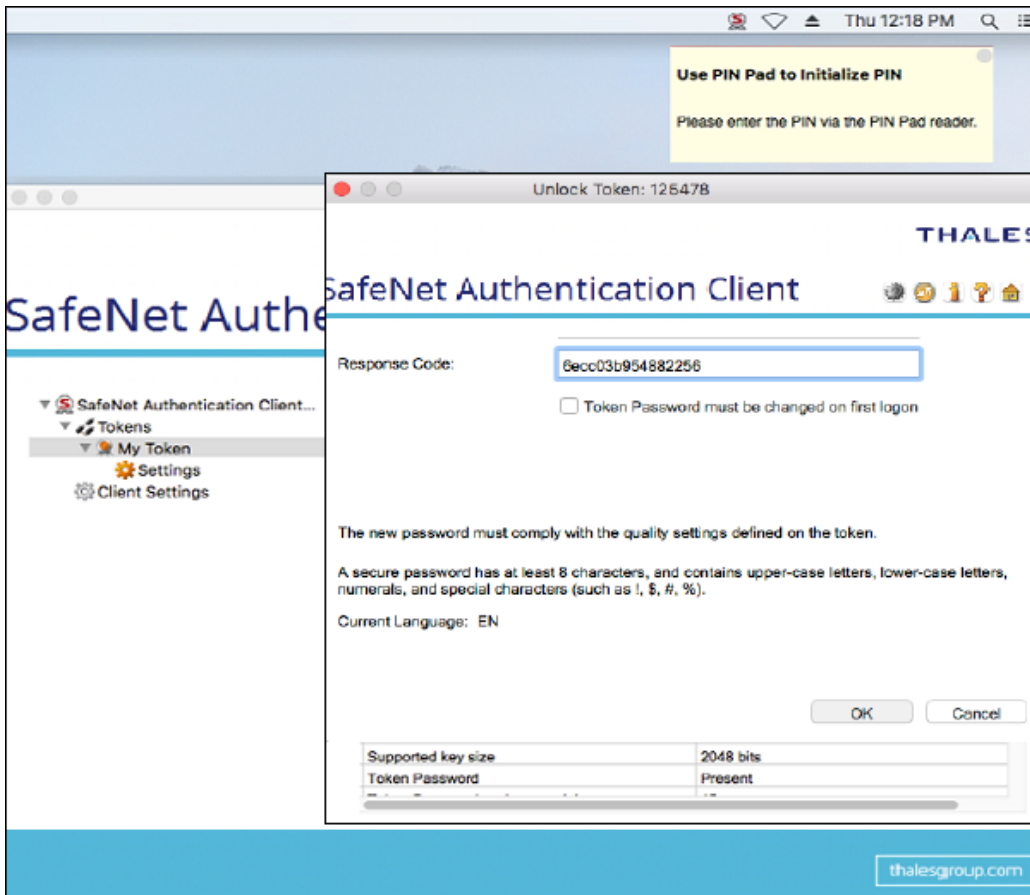 Thu 12:18 PM
Use PIN Pad to Initialize PIN
Please enter the PIN via the PIN Pad reader.
Unlock Token: 126478
THALES
SafeNet Authentication Client
SafeNet Authe
Response Code:
6ecc03b954882256
Token Password must be changed on first logon
SafeNet Authentication Client...
Tokens
My Token
Settings
Client Settings
The new password must comply with the quality settings defined on the token.
A secure password has at least 8 characters, and contains upper-case letters, lower-case letters,
numerals, and special characters (such as !, $, #, %).
Current Language: EN
OK
Cancel
Supported key size
2048 bits
Token Password
Present
thalesgroup.com